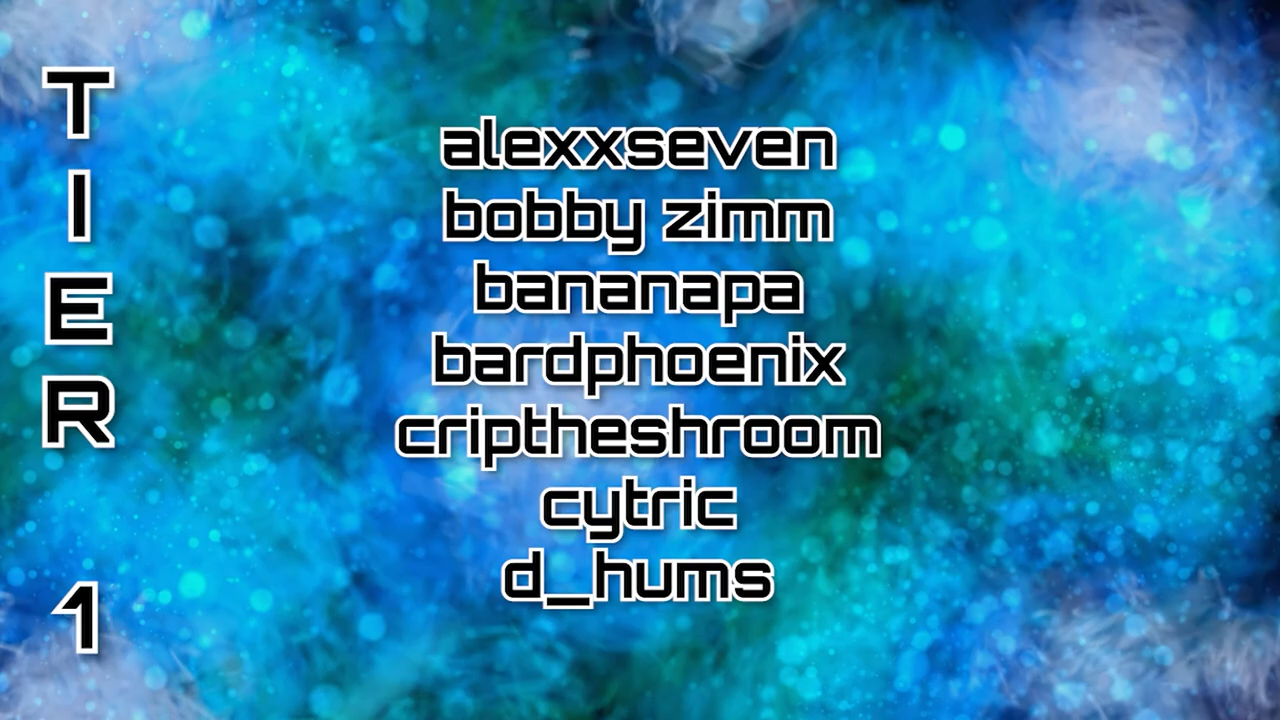 TIER 1
alexxseven
bobby zimm
bananapa
bardphoenix
criptheshroom
cytric
d_hums